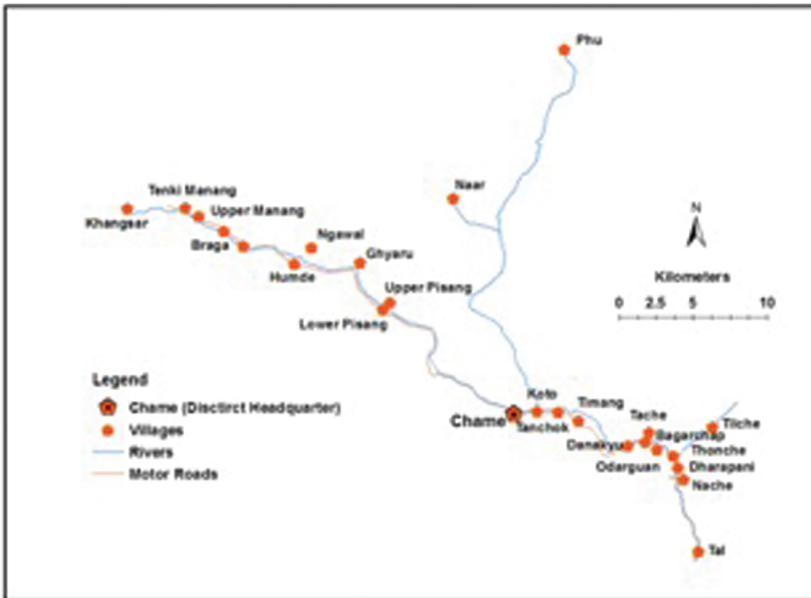 Phu
Naar
Tenki Manang
Upper Manang
Khangsar
Braga
Ngawal
Ghyaru
Humde
Upper Pisang
Lower Pisang
N
Kilometers
0 2.5 5 10
Legend
Chame (Disctirct Headquarter)
Villages
Rivers
Motor Roads
Koto
Timang
Chame
Tanchok
Tache
Tilche
Danakyu
Bagarchap
Thonche
Odarguan
Dharapani
Nache
Tal